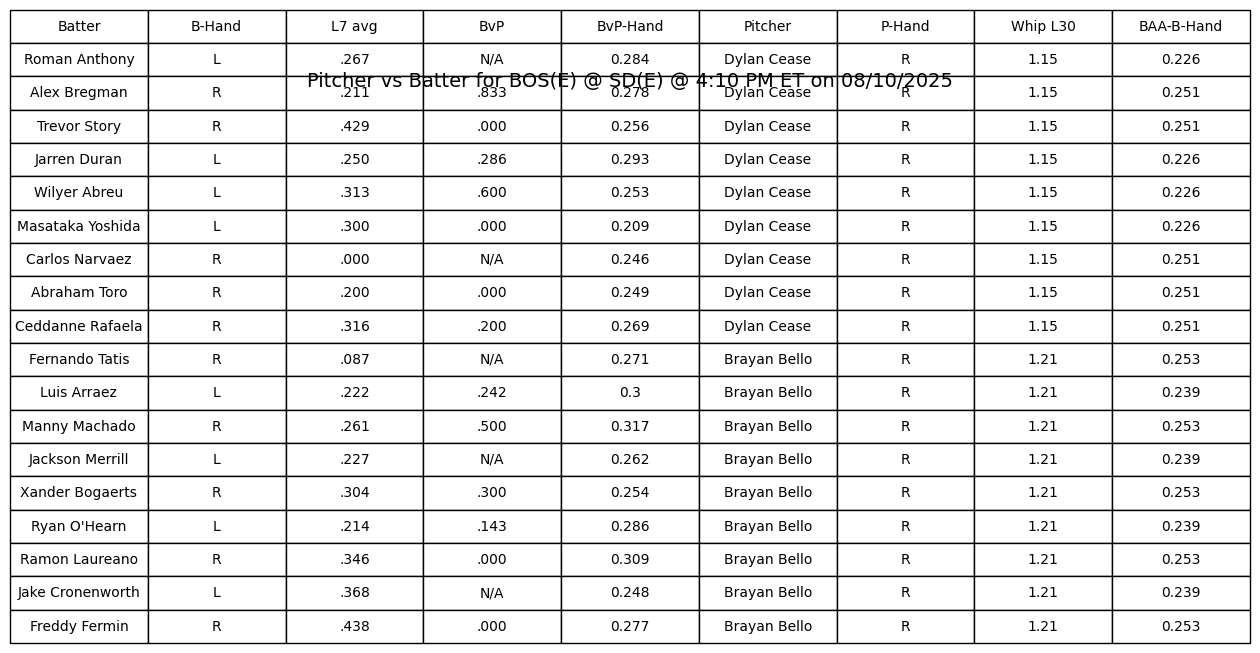 Batter B-Hand L7 avg BvP BvP-Hand Pitcher P-Hand Whip L30 BAA-B-Hand
Roman Anthony L .267 N/A 0.284 Dylan Cease R 1.15 0.226
Pitcher vs Batter for BOS(E) @ SD(E) @ 4:10 PM ET on 08/10/2025
Alex Bregman R .211 .833 0.278 Dylan Cease R 1.15 0.251
Trevor Story R .429 .000 0.256 Dylan Cease R 1.15 0.251
Jarren Duran L .250 .286 0.293 Dylan Cease R 1.15 0.226
Wilyer Abreu L .313 .600 0.253 Dylan Cease R 1.15 0.226
Masataka Yoshida L .300 .000 0.209 Dylan Cease R 1.15 0.226
Carlos Narvaez R .000 N/A 0.246 Dylan Cease R 1.15 0.251
Abraham Toro R .200 .000 0.249 Dylan Cease R 1.15 0.251
Ceddanne Rafaela R .316 .200 0.269 Dylan Cease R 1.15 0.251
Fernando Tatis R .087 N/A 0.271 Brayan Bello R 1.21 0.253
Luis Arraez L .222 .242 0.3 Brayan Bello R 1.21 0.239
Manny Machado R .261 .500 0.317 Brayan Bello R 1.21 0.253
Jackson Merrill L .227 N/A 0.262 Brayan Bello R 1.21 0.239
Xander Bogaerts R .304 .300 0.254 Brayan Bello R 1.21 0.253
Ryan O'Hearn L .214 .143 0.286 Brayan Bello R 1.21 0.239
Ramon Laureano R .346 .000 0.309 Brayan Bello R 1.21 0.253
Jake Cronenworth L .368 N/A 0.248 Brayan Bello R 1.21 0.239
Freddy Fermin R .438 .000 0.277 Brayan Bello R 1.21 0.253